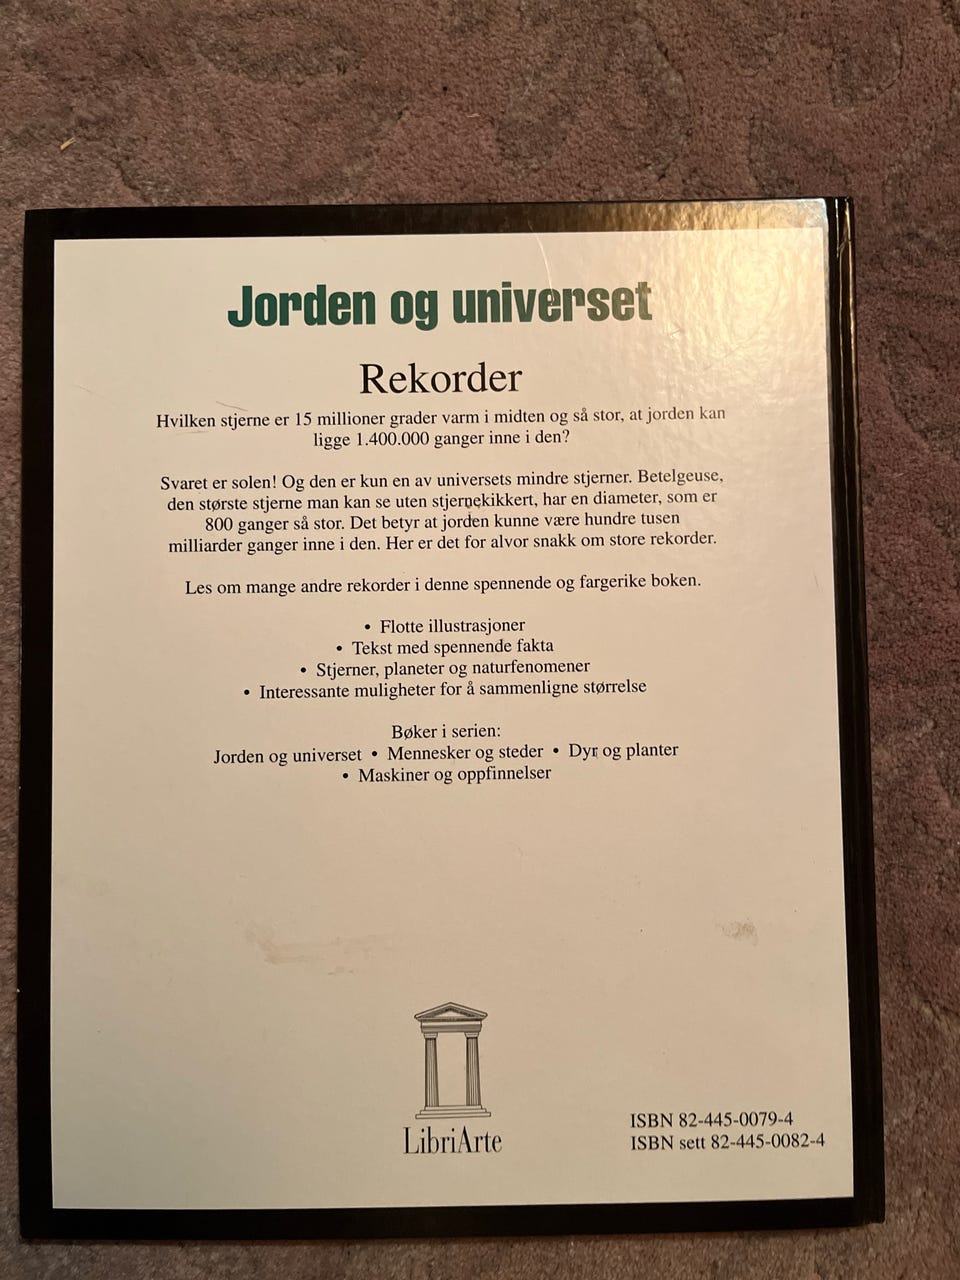 Jorden og universet
Rekorder
Hvilken stjerne er 15 millioner grader varm i midten og så stor, at jorden kan
ligge 1.400.000 ganger inne i den?
Svaret er solen! Og den er kun en av universets mindre stjerner. Betelgeuse,
den største stjerne man kan se uten stjernekikkert, har en diameter, som er
800 ganger så stor. Det betyr at jorden kunne være hundre tusen
milliarder ganger inne i den. Her er det for alvor snakk om store rekorder.
Les om mange andre rekorder i denne spennende og fargerike boken.
• Flotte illustrasjoner
• Tekst med spennende fakta
• Stjerner, planeter og naturfenomener
• Interessante muligheter for å sammenligne størrelse
Bøker i serien:
Jorden og universet • Mennesker og steder • Dyr og planter
• Maskiner og oppfinnelser
LibriArte
ISBN 82-445-0079-4
ISBN sett 82-445-0082-4